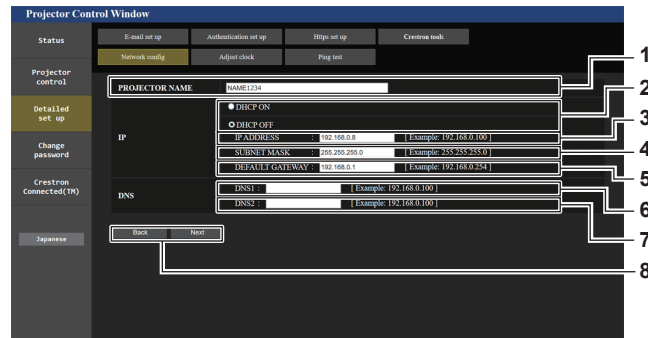 Projector Control Window
Status
E-mail set up
Authentication set up
Https set up
Crestron tools
Network config
Adjust clock
Ping test
Projector
control
Detailed
set up
Change
password
Crestron
Connected(TM)
Japanese
PROJECTOR NAME NAME1234
IP
DHCP ON
DHCP OFF
IP ADDRESS : 192.168.0.8 [ Example: 192.168.0.100 ]
SUBNET MASK : 255.255.255.0 [ Example: 255.255.255.0 ]
DEFAULT GATEWAY : 192.168.0.1 [ Example: 192.168.0.254 ]
DNS
DNS1 : [ Example: 192.168.0.100 ]
DNS2 : [ Example: 192.168.0.100 ]
Back Next
1
2
3
4
5
6
7
8